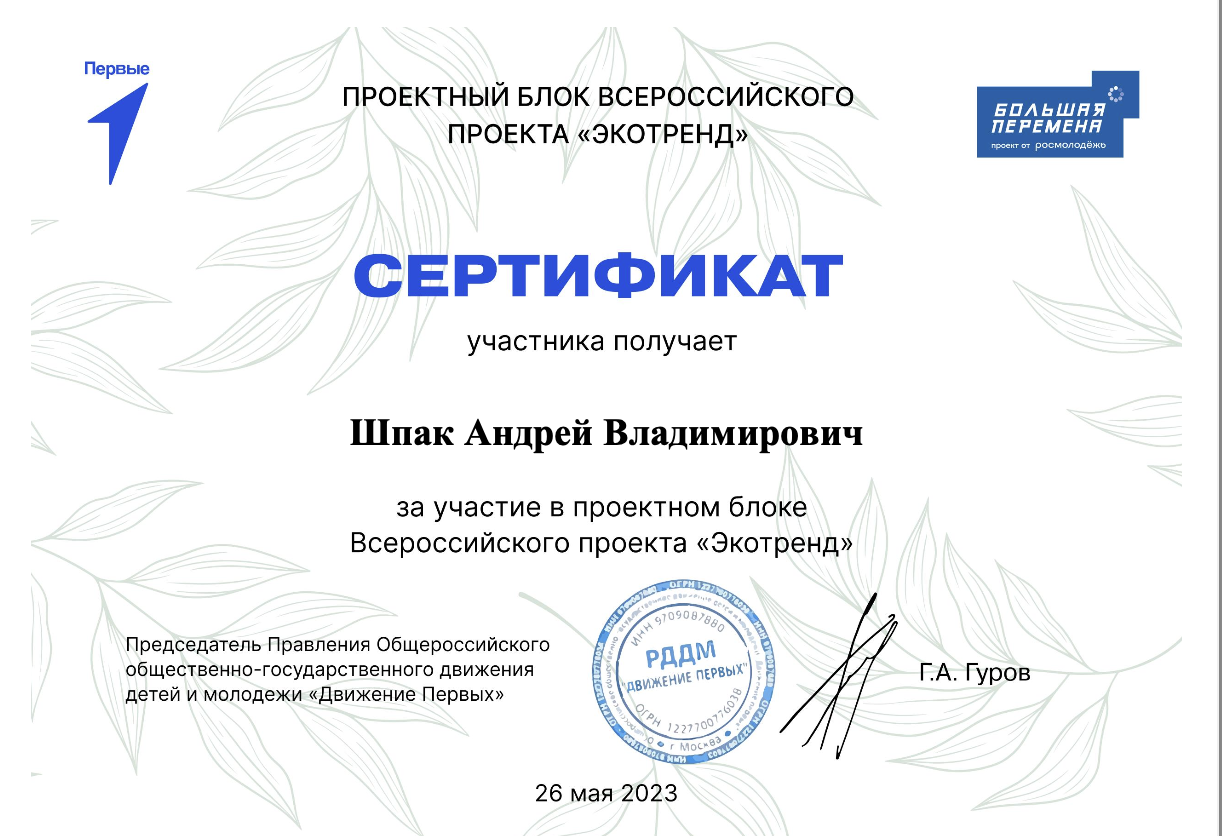 Первые
ПРОЕКТНЫЙ БЛОК ВСЕРОССИЙСКОГО
ПРОЕКТА «ЭКОТРЕНД»
БОЛЬШАЯ
ПЕРЕМЕНА
проект от росмолодёжь
СЕРТИФИКАТ
участника получает
Шпак Андрей Владимирович
за участие в проектном блоке
Всероссийского проекта «Экотренд»
Председатель Правления Общероссийского
общественно-государственного движения
детей и молодежи «Движение Первых»
ИНН 9709087880
РДДМ
"ДВИЖЕНИЕ ПЕРВЫХ"
ОГРН 1227700776038
г Москва
Г.А. Гуров
26 мая 2023